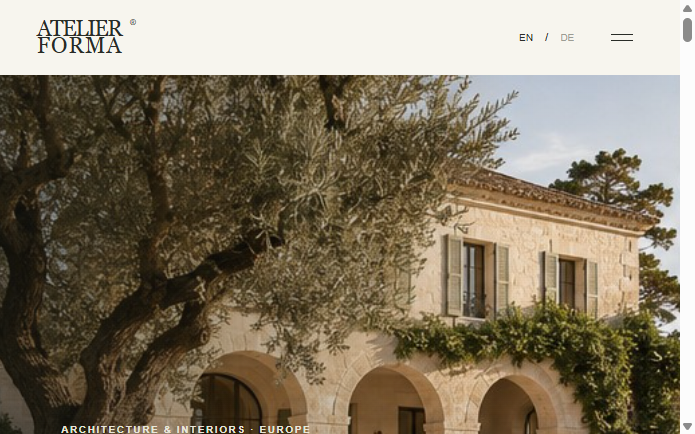 ATELIER ®
FORMA
EN / DE
ARCHITECTURE & INTERIORS · EUROPE